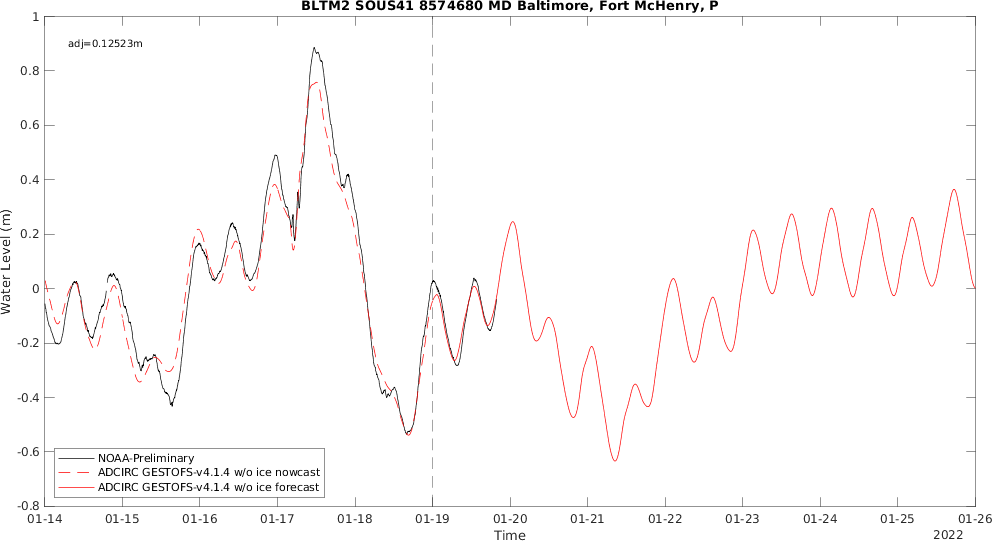 BLTM2 SOUS41 8574680 MD Baltimore, Fort McHenry, P
adj=0.12523m
1
0.8
0.6
0.4
0.2
0
-0.2
-0.4
-0.6
-0.8
Water Level (m)
NOAA-Preliminary
ADCIRC GESTOFS-v4.1.4 w/o ice nowcast
ADCIRC GESTOFS-v4.1.4 w/o ice forecast
01-14 01-15 01-16 01-17 01-18 01-19 01-20 01-21 01-22 01-23 01-24 01-25 01-26
Time
2022